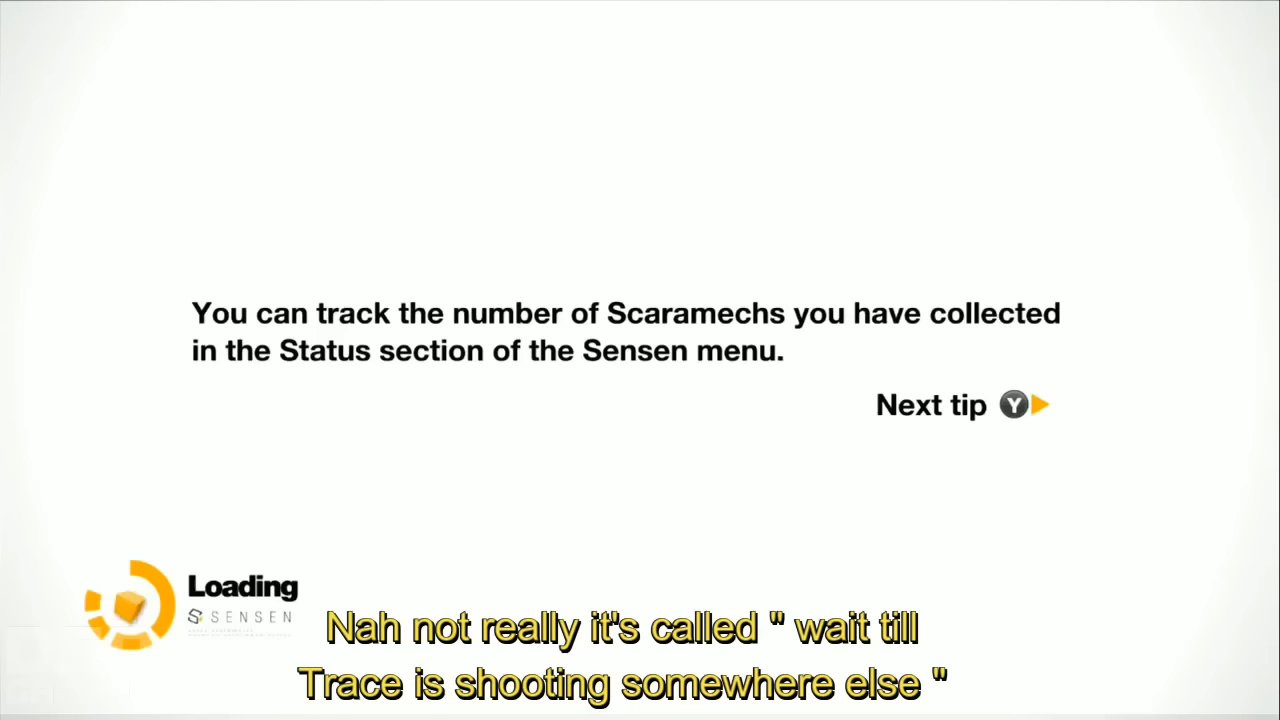 You can track the number of Scaramechs you have collected
in the Status section of the Sensen menu.
Next tip Y
Loading
SENSEN
Nah not really it's called " wait till
Trace is shooting somewhere else "